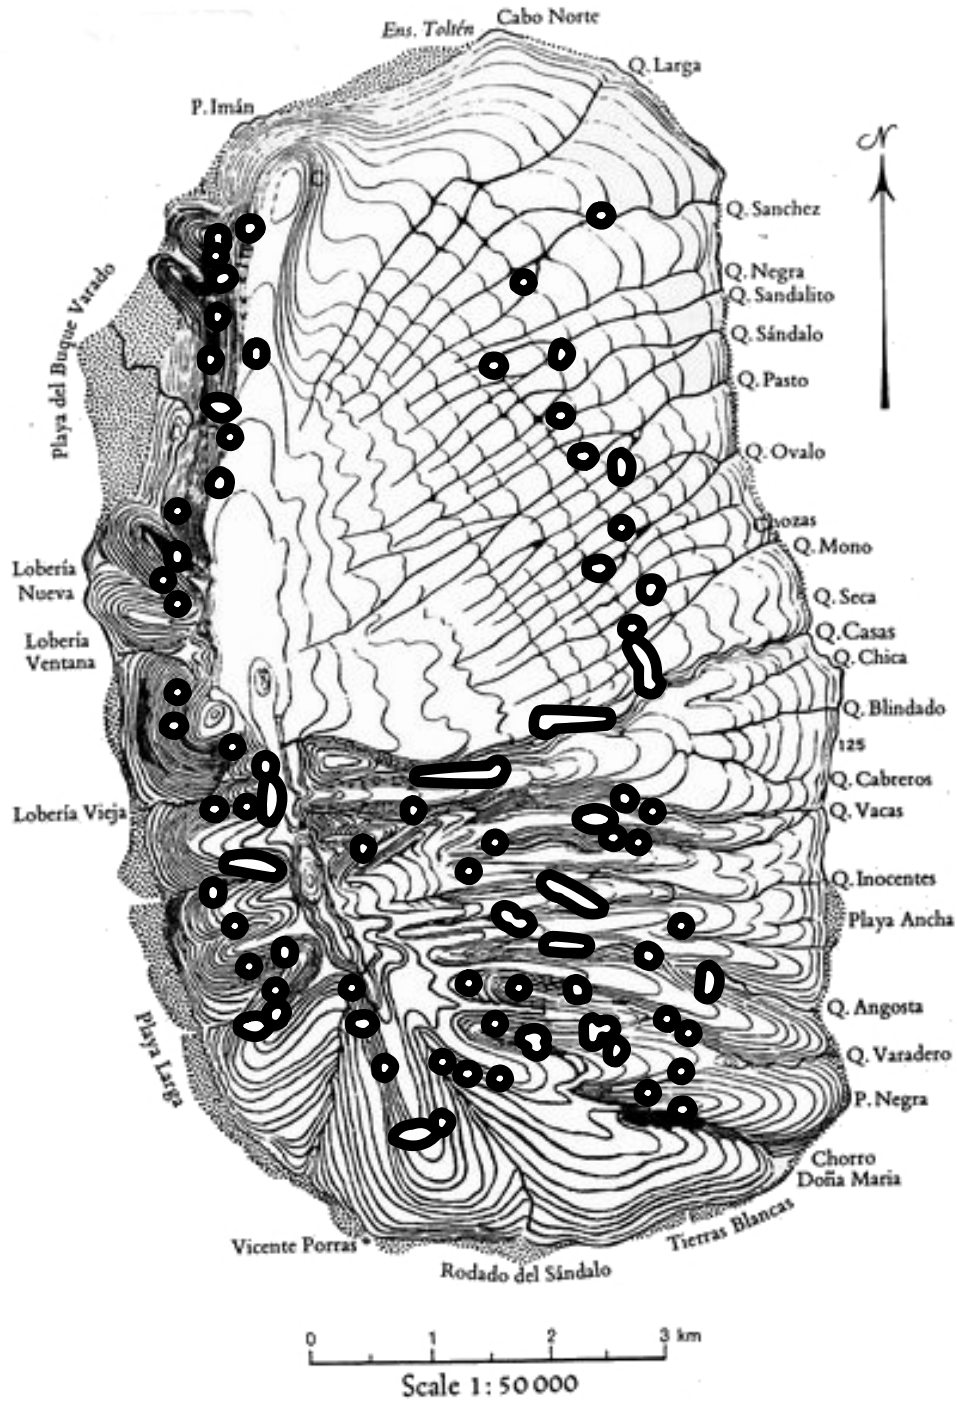 Cabo Norte
Ens. Toltén
Q. Larga
P. Imán
N
Q. Sanchez
Playa del Buque Varado
Q. Negra
Q. Sandalito
Q. Sándalo
Q. Pasto
Q. Ovalo
Chozas
Q. Mono
Lobería
Nueva
Q. Seca
Lobería
Ventana
Q. Casas
Q. Chica
Q. Blindado
125
Q. Cabreros
Lobería Vieja
Q. Vacas
Q. Inocentes
Playa Ancha
Q. Angosta
Playa Larga
Q. Varadero
P. Negra
Chorro
Doña Maria
Tierras Blancas
Vicente Porras
Rodado del Sándalo
0 1 2 3 km
Scale 1:50000